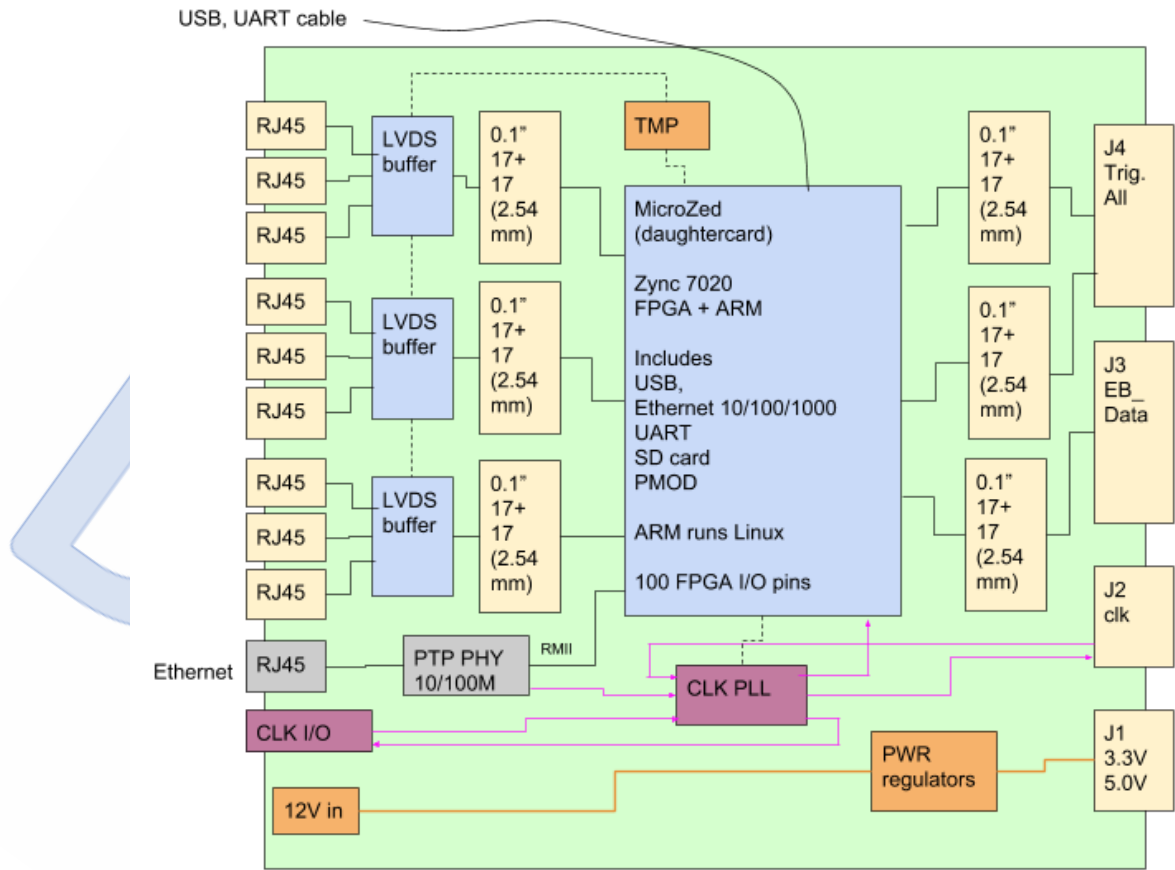 USB, UART cable
RJ45
RJ45
RJ45
LVDS
buffer
0.1”
17+
17
(2.54
mm)
TMP
0.1”
17+
17
(2.54
mm)
J4
Trig.
All
MicroZed
(daughtercard)
Zync 7020
FPGA + ARM
Includes
USB,
Ethernet 10/100/1000
UART
SD card
PMOD
ARM runs Linux
100 FPGA I/O pins
RJ45
RJ45
RJ45
LVDS
buffer
0.1”
17+
17
(2.54
mm)
0.1”
17+
17
(2.54
mm)
J3
EB_
Data
RJ45
RJ45
RJ45
LVDS
buffer
0.1”
17+
17
(2.54
mm)
0.1”
17+
17
(2.54
mm)
J2
clk
Ethernet
RJ45
PTP PHY
10/100M
RMII
CLK PLL
CLK I/O
12V in
PWR
regulators
J1
3.3V
5.0V